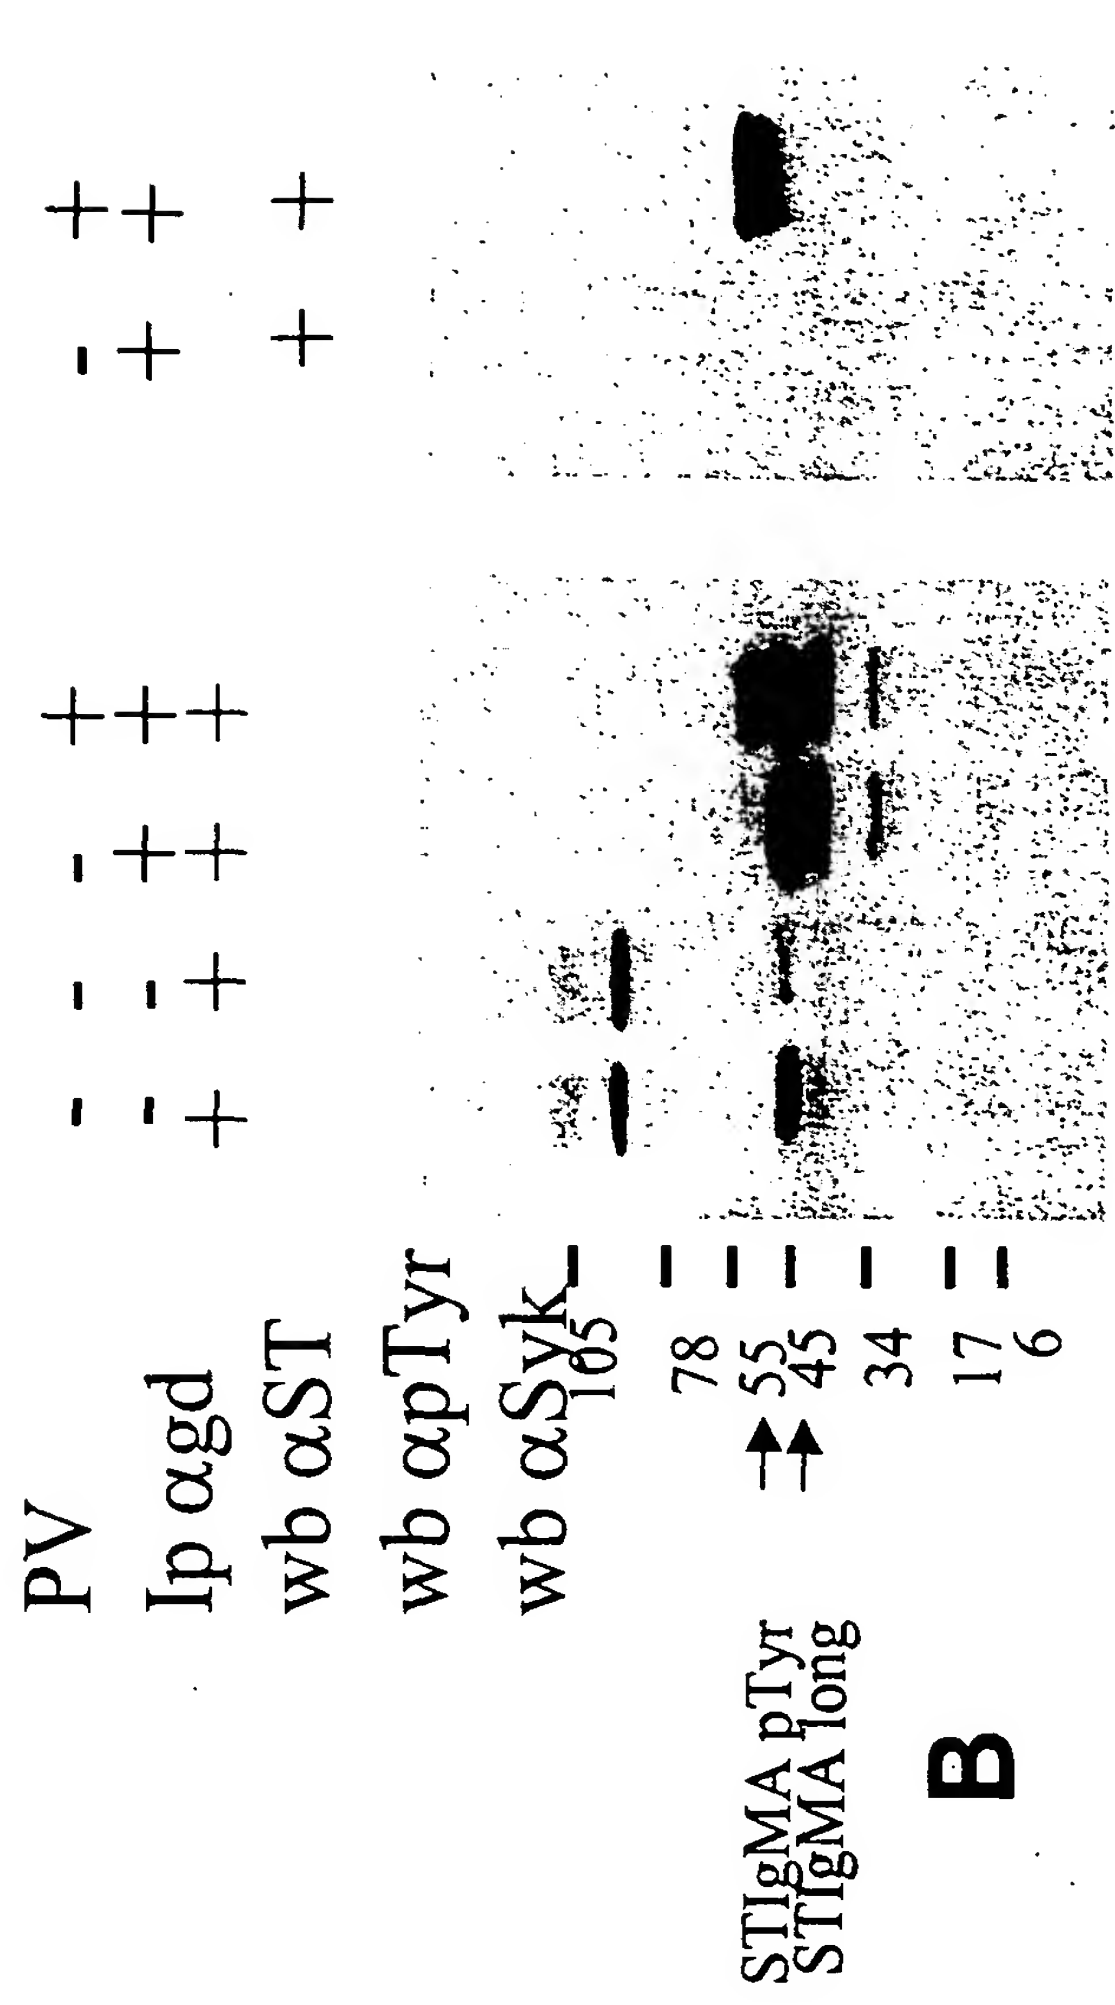 PV - - - + - +
Ip αgd - - + + + +
wb αST + + + +
wb αpTyr + +
wb αSyk
105
78
STIgMA pTyr → 55
STIgMA long → 45
34
17
6
B